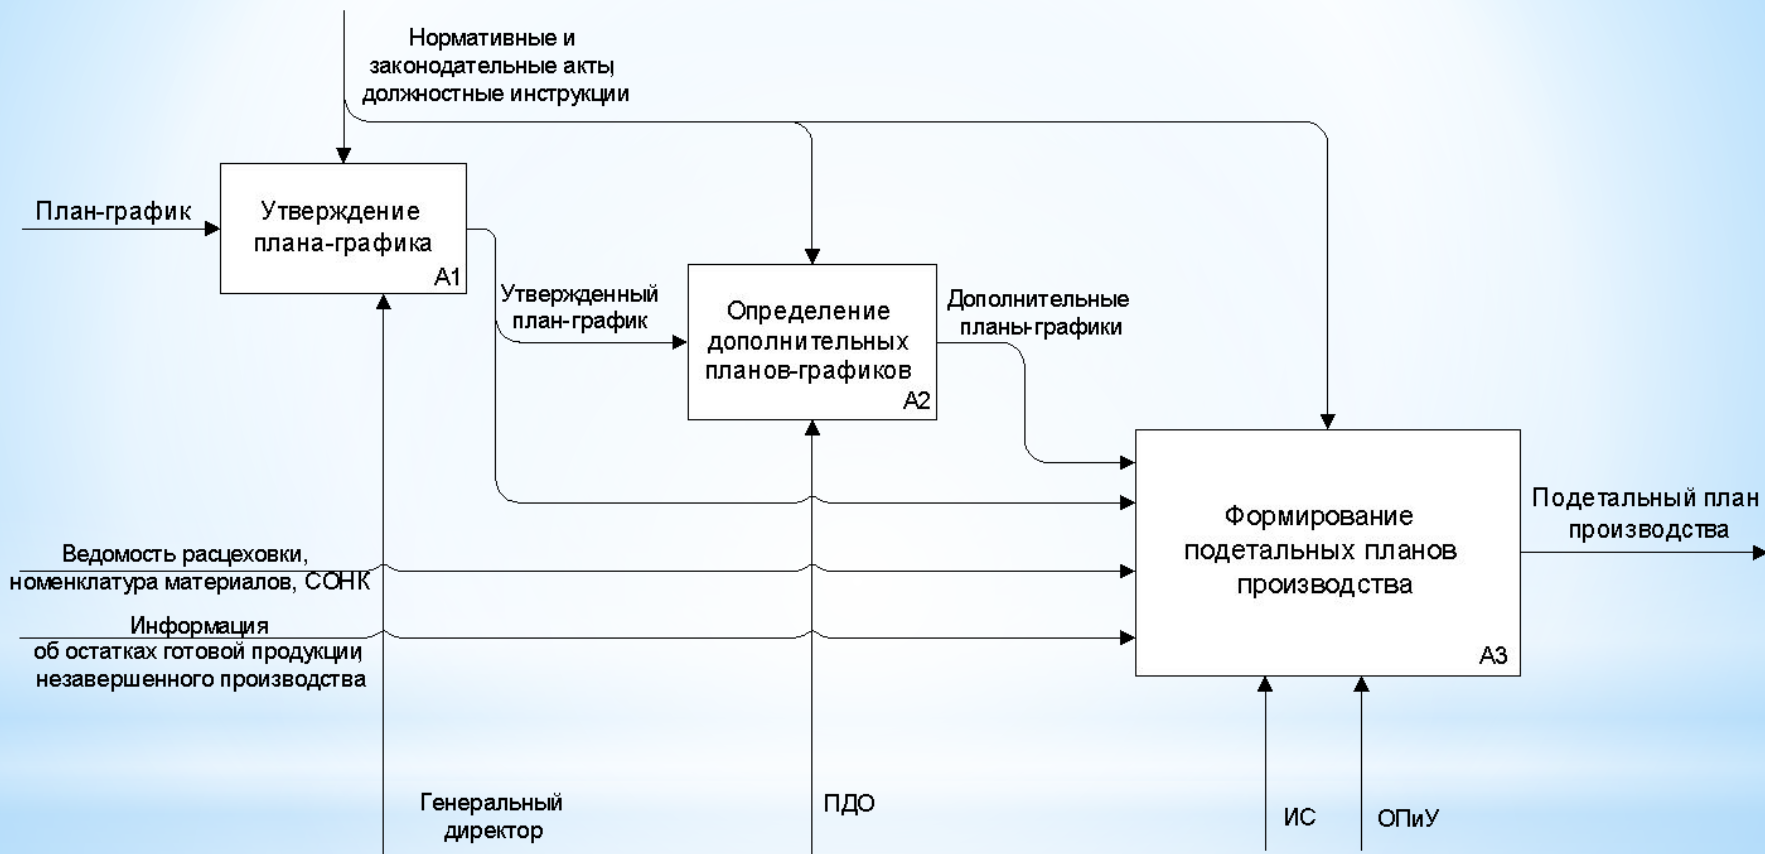 Нормативные и
законодательные акты,
должностные инструкции
План-график
Утверждение
плана-графика
А1
Утвержденный
план-график
Определение
дополнительных
планов-графиков
А2
Дополнительные
планы-графики
Формирование
подетальных планов
производства
А3
Подетальный план
производства
Ведомость расцеховки,
номенклатура материалов, СОНК
Информация
об остатках готовой продукции,
незавершенного производства
Генеральный
директор
ПДО
ИС
ОПиУ